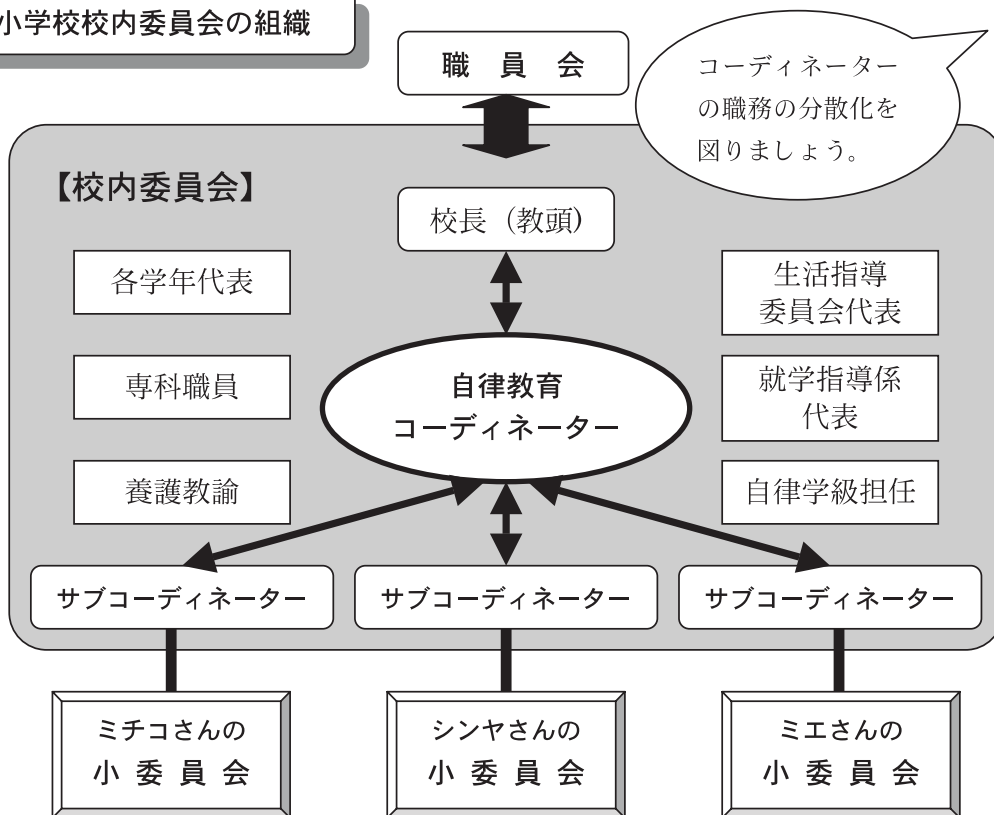 小学校校内委員会の組織
職員会
コーディネーター
の職務の分散化を
図りましょう。
【校内委員会】
校長（教頭）
各学年代表
専科職員
養護教諭
自律教育
コーディネーター
生活指導
委員会代表
就学指導係
代表
自律学級担任
サブコーディネーター
サブコーディネーター
サブコーディネーター
ミチコさんの
小委員会
シンヤさんの
小委員会
ミエさんの
小委員会